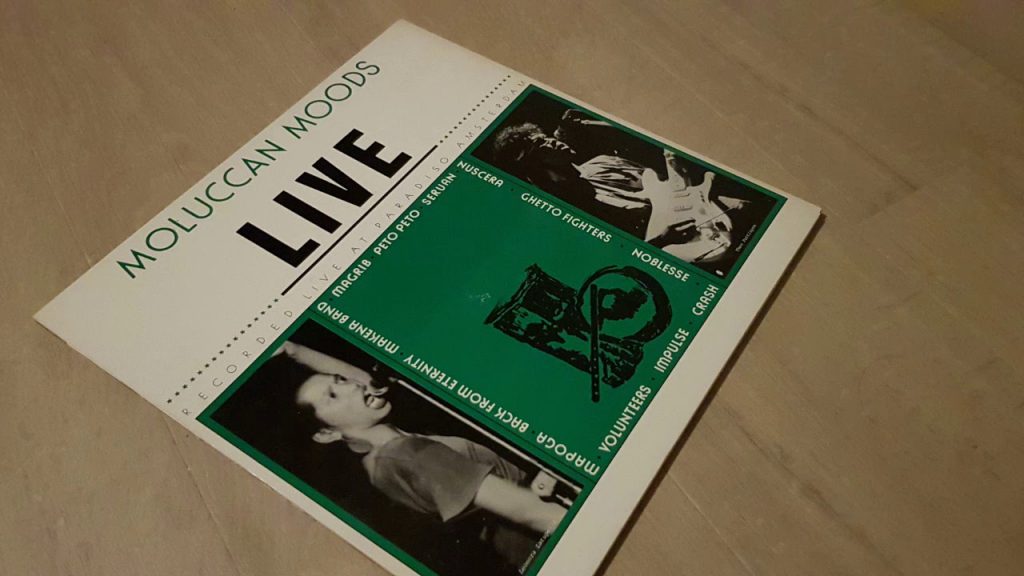 MOLUCCAN MOODS
LIVE
RECORDED LIVE AT PARADISO AMSTERDAM
MAKENA BAND · MAGRIB · PETO PETO · SERUAN
NUSCERA · GHETTO FIGHTERS · NOBLESSE
CRASH · IMPULSE · VOLUNTEERS
MAPOGA · BACK FROM ETERNITY